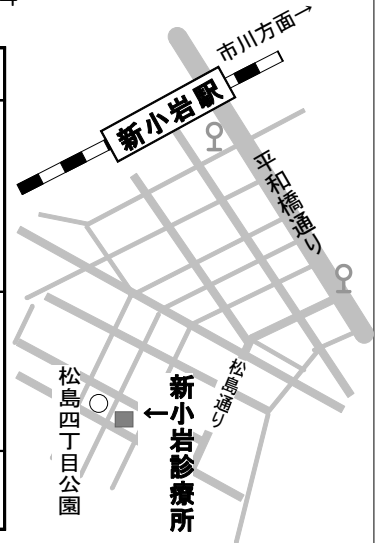 市川方面→
新小岩駅
平和橋通り
松島通り
松島四丁目公園
←新小岩診療所